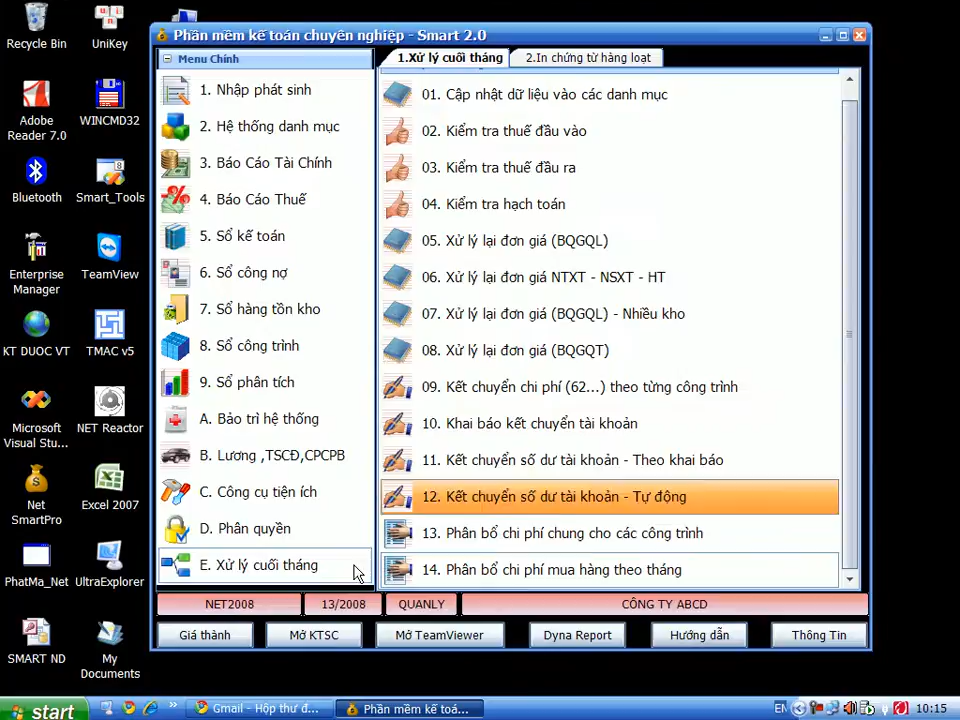 Recycle Bin
UniKey
Adobe
Reader 7.0
WINCMD32
Bluetooth
Smart_Tools
Enterprise
Manager
TeamView
KT DUOC VT
TMAC v5
Microsoft
Visual Stu...
NET Reactor
Net
SmartPro
Excel 2007
PhatMa_Net
UltraExplorer
SMART ND
My
Documents
Phần mềm kế toán chuyên nghiệp - Smart 2.0
Menu Chính
1. Nhập phát sinh
2. Hệ thống danh mục
3. Báo Cáo Tài Chính
4. Báo Cáo Thuế
5. Sổ kế toán
6. Sổ công nợ
7. Sổ hàng tồn kho
8. Sổ công trình
9. Sổ phân tích
A. Bảo trì hệ thống
B. Lương ,TSCĐ,CPCPB
C. Công cụ tiện ích
D. Phân quyền
E. Xử lý cuối tháng
1.Xử lý cuối tháng
2.In chứng từ hàng loạt
01. Cập nhật dữ liệu vào các danh mục
02. Kiểm tra thuế đầu vào
03. Kiểm tra thuế đầu ra
04. Kiểm tra hạch toán
05. Xử lý lại đơn giá (BQGQL)
06. Xử lý lại đơn giá NTXT - NSXT - HT
07. Xử lý lại đơn giá (BQGQL) - Nhiều kho
08. Xử lý lại đơn giá (BQGQT)
09. Kết chuyển chi phí (62...) theo từng công trình
10. Khai báo kết chuyển tài khoản
11. Kết chuyển số dư tài khoản - Theo khai báo
12. Kết chuyển số dư tài khoản - Tự động
13. Phân bổ chi phí chung cho các công trình
14. Phân bổ chi phí mua hàng theo tháng
NET2008
13/2008
QUANLY
CÔNG TY ABCD
Giá thành
Mở KTSC
Mở TeamViewer
Dyna Report
Hướng dẫn
Thông Tin
start
Gmail - Hộp thư đ...
Phần mềm kế toá...
EN
10:15